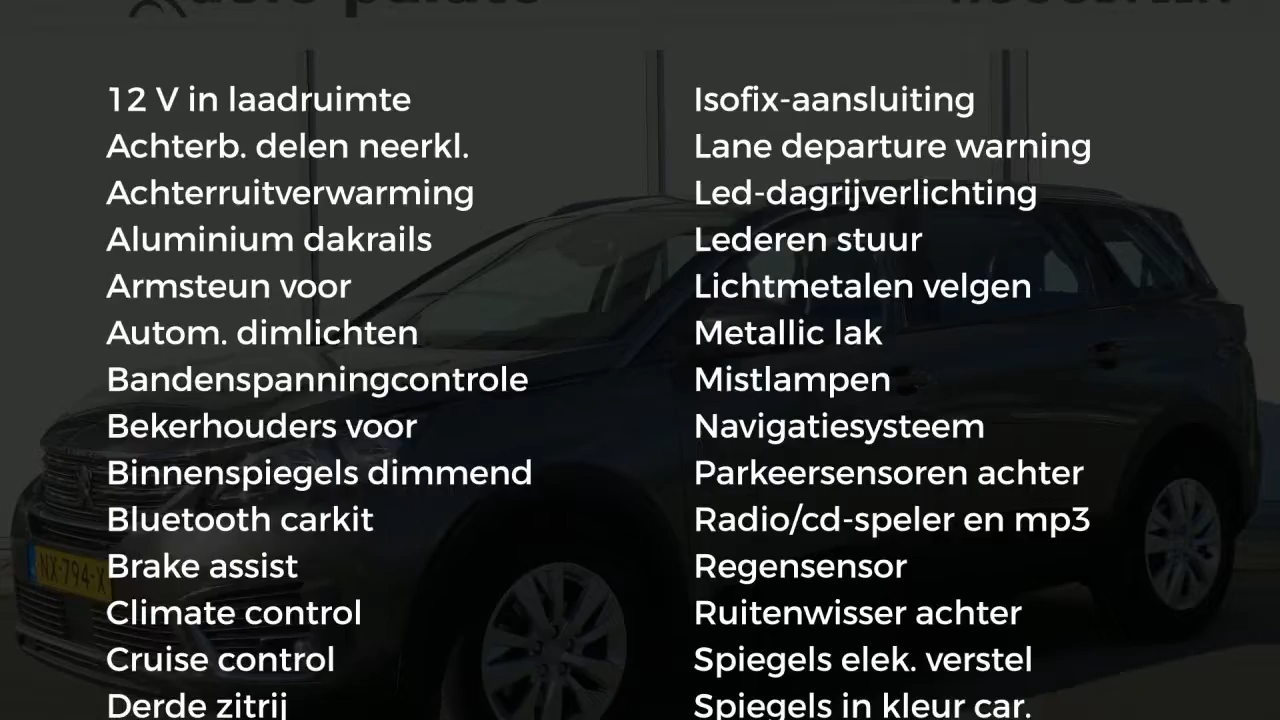 12 V in laadruimte
Achterb. delen neerkl.
Achterruitverwarming
Aluminium dakrails
Armsteun voor
Autom. dimlichten
Bandenspanningcontrole
Bekerhouders voor
Binnenspiegels dimmend
Bluetooth carkit
Brake assist
Climate control
Cruise control
Derde zitrij
Isofix-aansluiting
Lane departure warning
Led-dagrijverlichting
Lederen stuur
Lichtmetalen velgen
Metallic lak
Mistlampen
Navigatiesysteem
Parkeersensoren achter
Radio/cd-speler en mp3
Regensensor
Ruitenwisser achter
Spiegels elek. verstel
Spiegels in kleur car.
NX-794-X